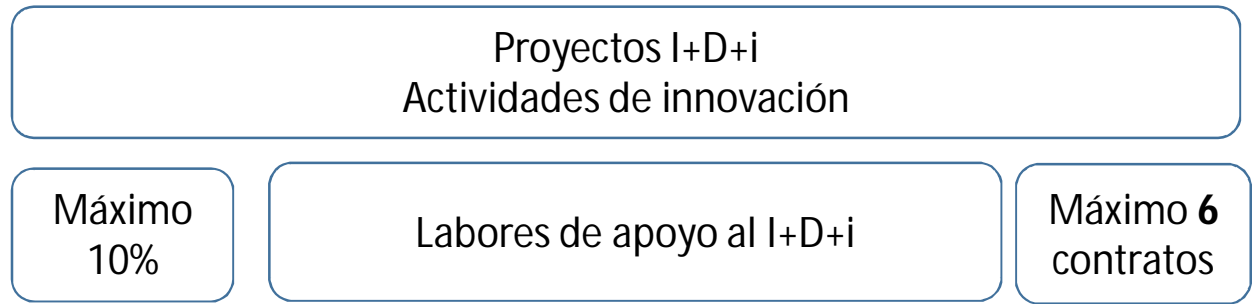 Proyectos I+D+i
Actividades de innovación
Máximo
10%
Labores de apoyo al I+D+i
Máximo 6
contratos